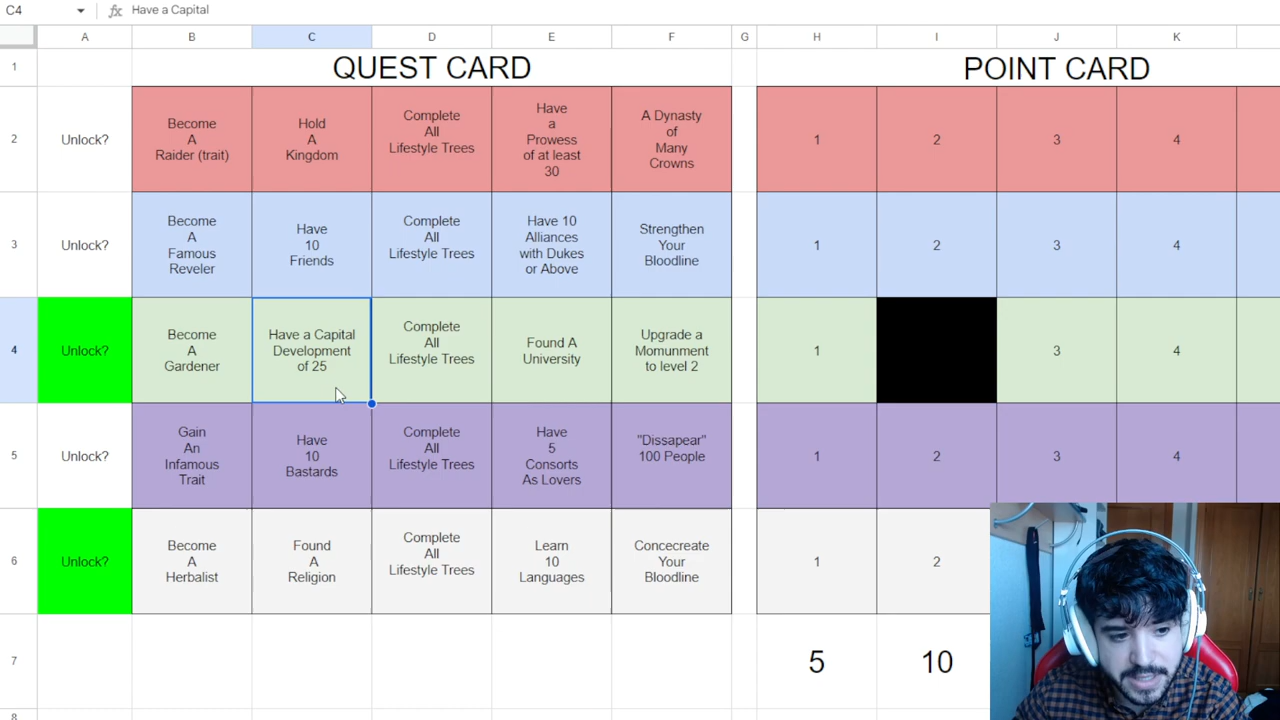 C4
fx Have a Capital
A B C D E F G H I J K
1
QUEST CARD
POINT CARD
2
Unlock?
Become
A
Raider (trait)
Hold
A
Kingdom
Complete
All
Lifestyle Trees
Have
a
Prowess
of at least
30
A Dynasty
of
Many
Crowns
1
2
3
4
3
Unlock?
Become
A
Famous
Reveler
Have
10
Friends
Complete
All
Lifestyle Trees
Have 10
Alliances
with Dukes
or Above
Strengthen
Your
Bloodline
1
2
3
4
4
Unlock?
Become
A
Gardener
Have a Capital
Development
of 25
Complete
All
Lifestyle Trees
Found A
University
Upgrade a
Momunment
to level 2
1
3
4
5
Unlock?
Gain
An
Infamous
Trait
Have
10
Bastards
Complete
All
Lifestyle Trees
Have
5
Consorts
As Lovers
"Dissapear"
100 People
1
2
3
4
6
Unlock?
Become
A
Herbalist
Found
A
Religion
Complete
All
Lifestyle Trees
Learn
10
Languages
Concecreate
Your
Bloodline
1
2
7
5
10
8